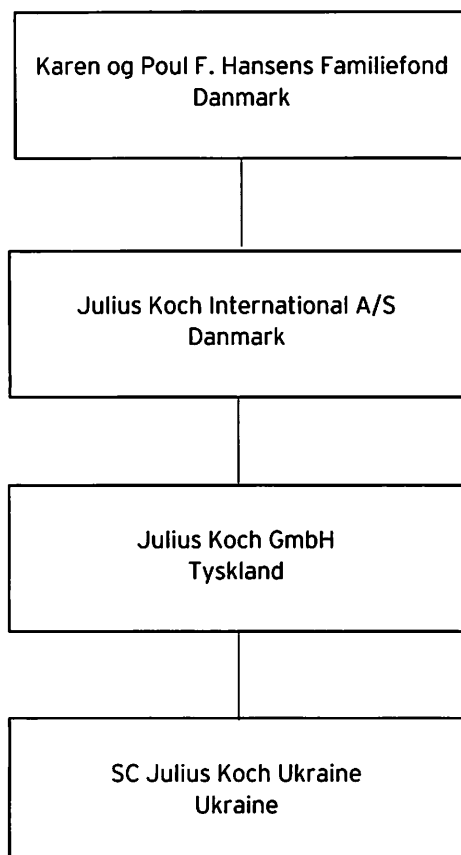 Karen og Poul F. Hansens Familiefond
Danmark
Julius Koch International A/S
Danmark
Julius Koch GmbH
Tyskland
SC Julius Koch Ukraine
Ukraine